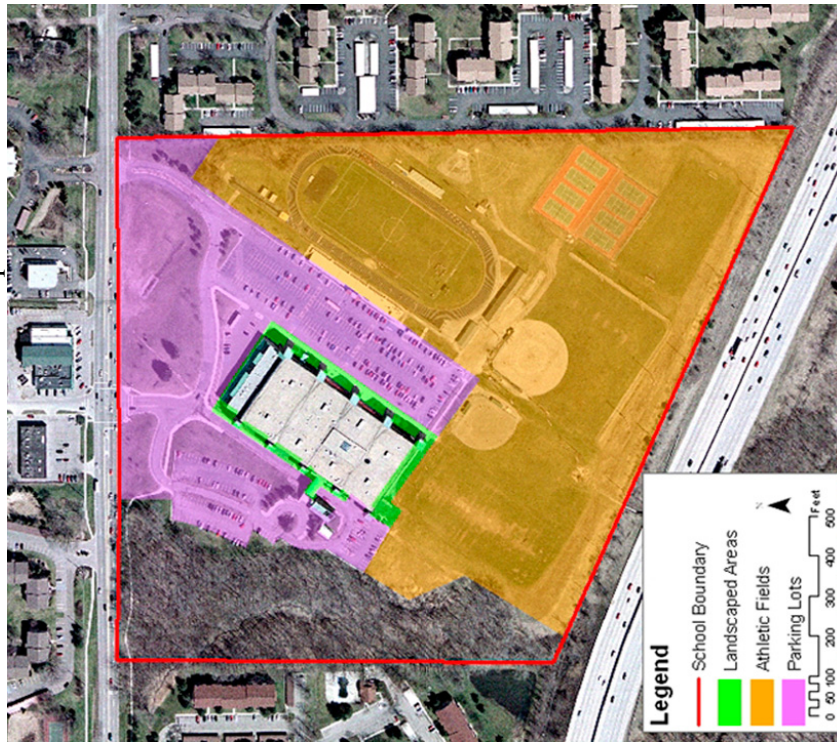 Legend
School Boundary
Landscaped Areas
Athletic Fields
Parking Lots
N
0 50 100 200 300 400 500
Feet